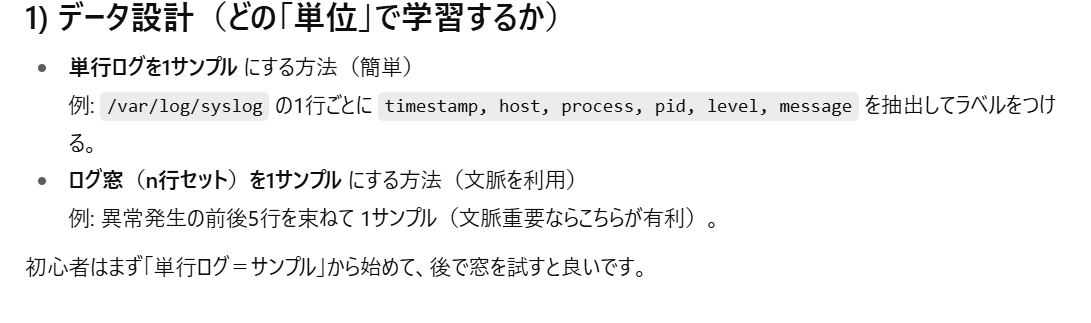 1) データ設計（どの「単位」で学習するか）
単行ログを1サンプル にする方法（簡単）
例: /var/log/syslog の1行ごとに timestamp, host, process, pid, level, message を抽出してラベルをつけ
る。
ログ窓（n行セット）を1サンプル にする方法（文脈を利用）
例: 異常発生の前後5行を束ねて 1サンプル（文脈重要ならこちらが有利）。
初心者はまず「単行ログ＝サンプル」から始めて、後で窓を試すと良いです。